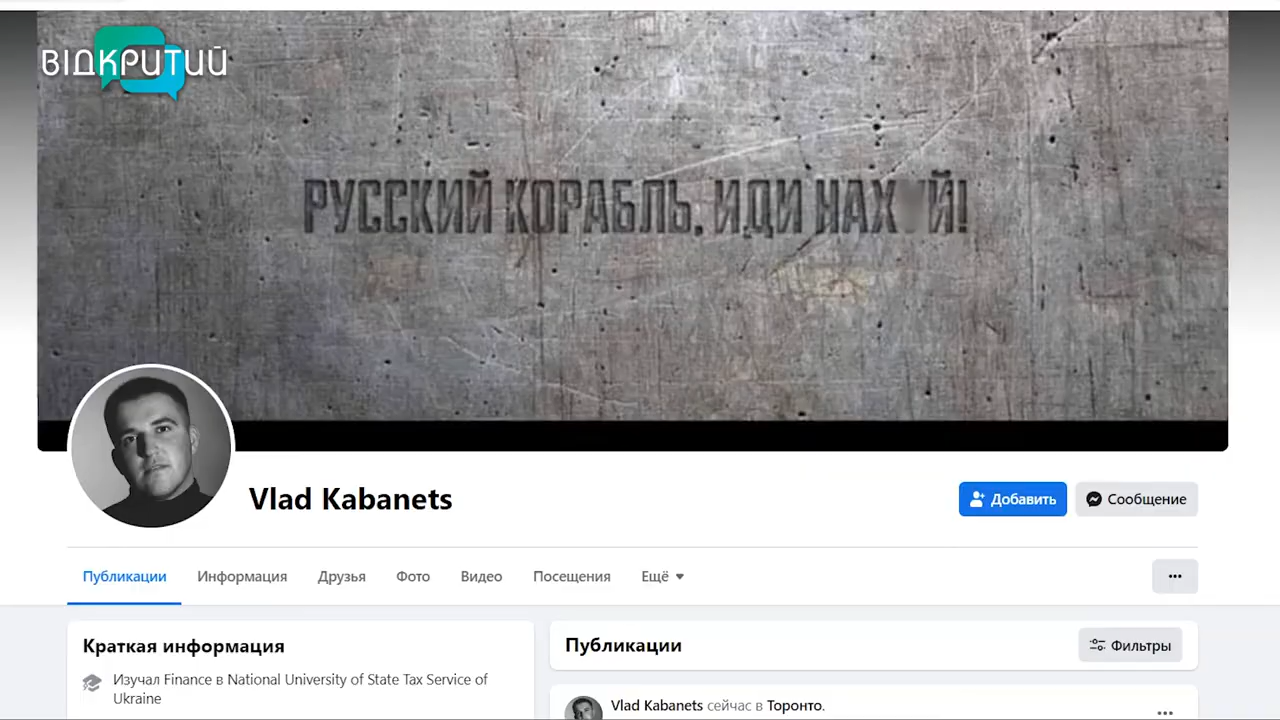 ВІДКРИТИЙ
РУССКИЙ КОРАБЛЬ, ИДИ НАХ Й!
Vlad Kabanets
Добавить
Сообщение
Публикации
Информация
Друзья
Фото
Видео
Посещения
Ещё
Краткая информация
Изучал Finance в National University of State Tax Service of
Ukraine
Публикации
Фильтры
Vlad Kabanets сейчас в Торонто.